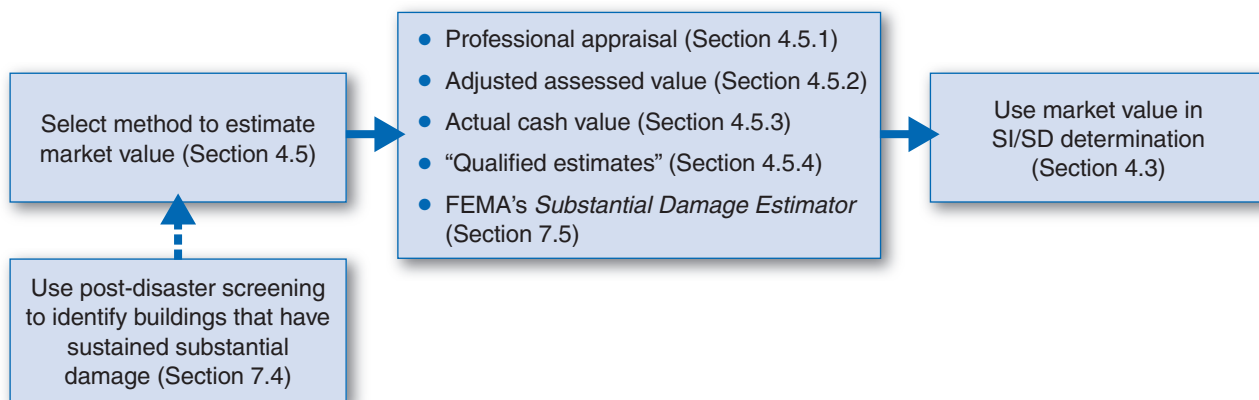 Select method to estimate
market value (Section 4.5)
Use post-disaster screening
to identify buildings that have
sustained substantial
damage (Section 7.4)
• Professional appraisal (Section 4.5.1)
• Adjusted assessed value (Section 4.5.2)
• Actual cash value (Section 4.5.3)
• “Qualified estimates” (Section 4.5.4)
• FEMA’s Substantial Damage Estimator
(Section 7.5)
Use market value in
SI/SD determination
(Section 4.3)